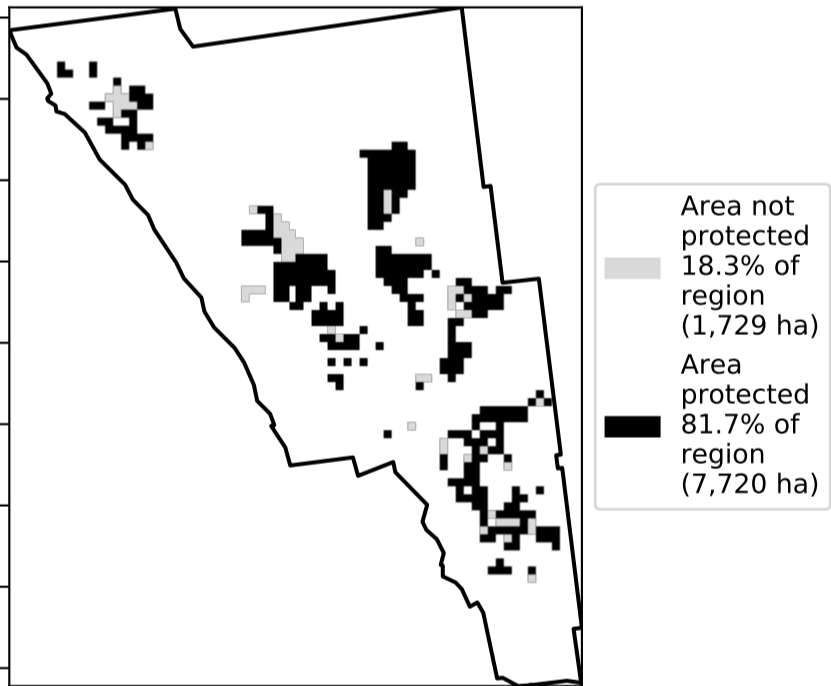 Area not
protected
18.3% of
region
(1,729 ha)
Area
protected
81.7% of
region
(7,720 ha)